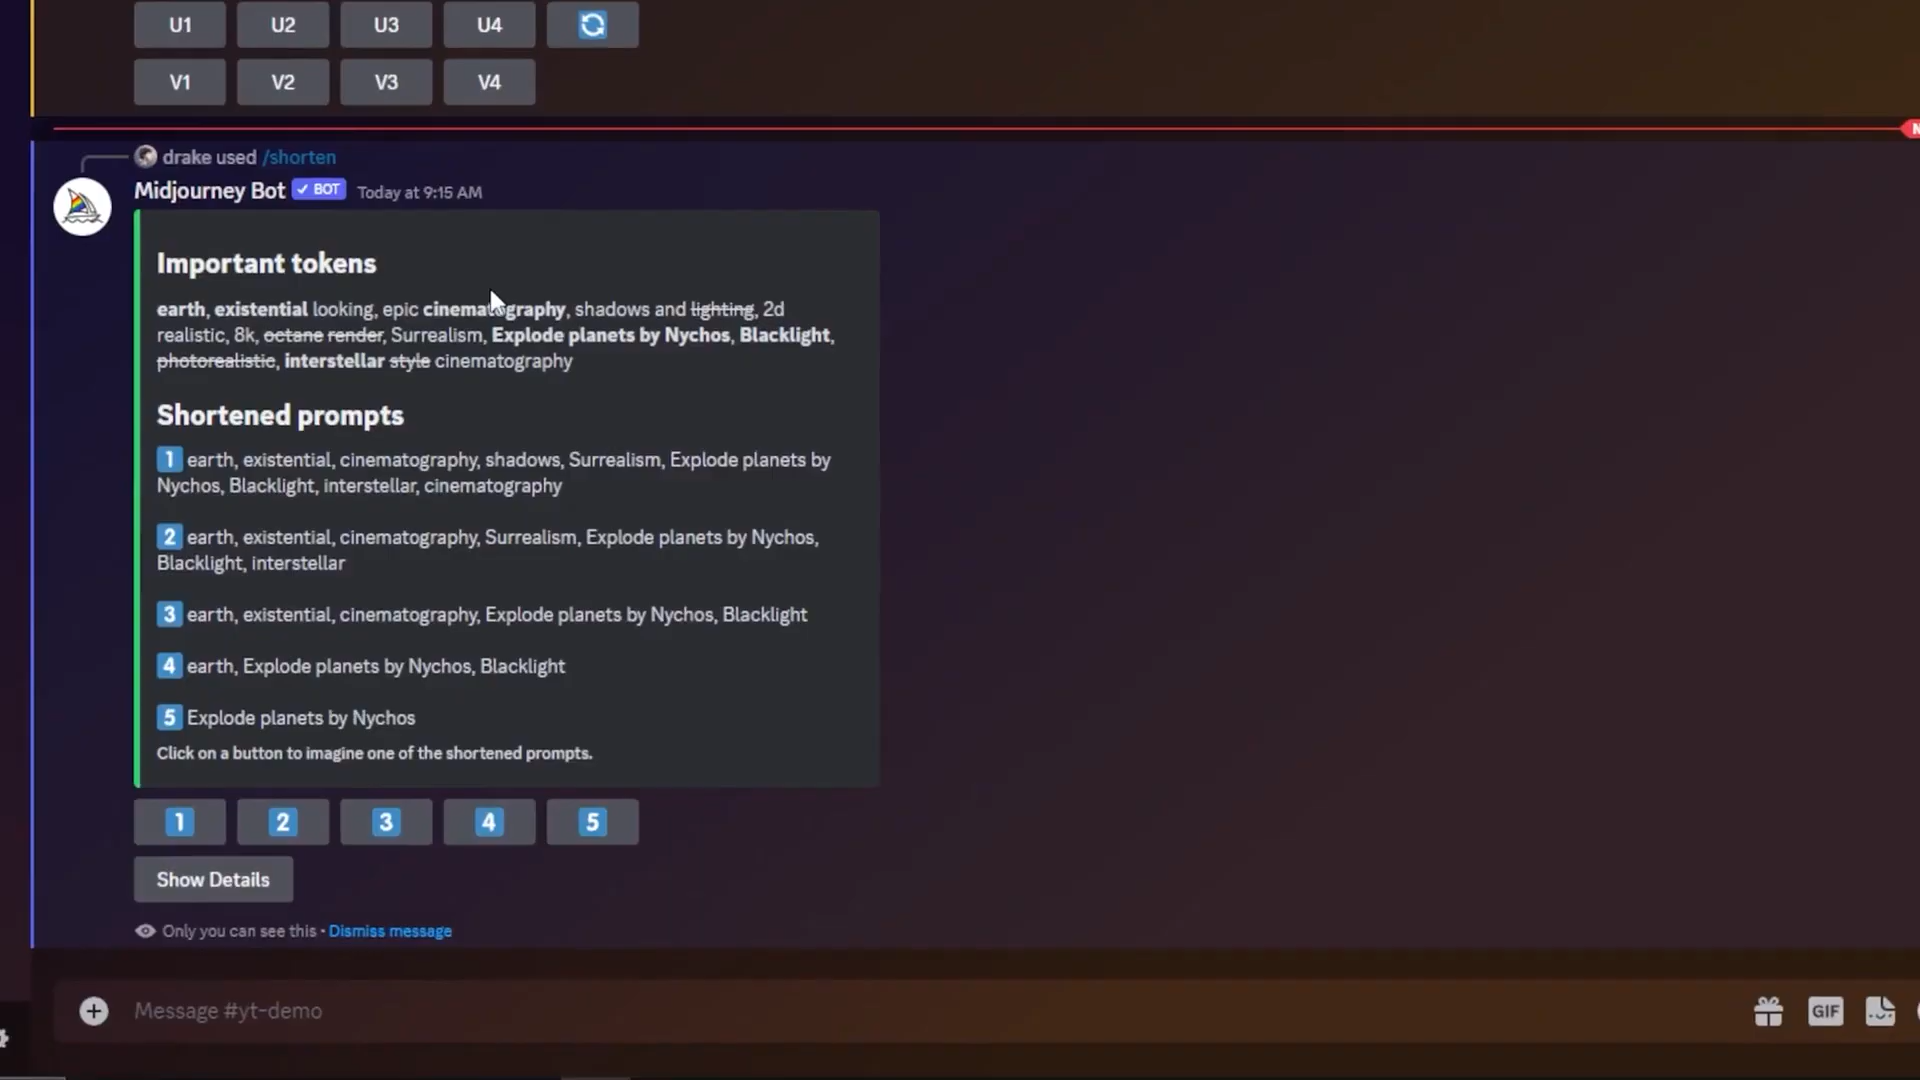 U1 U2 U3 U4
V1 V2 V3 V4
drake used /shorten
Midjourney Bot ✓ BOT Today at 9:15 AM
Important tokens
earth, existential looking, epic cinematography, shadows and lighting, 2d
realistic, 8k, octane render, Surrealism, Explode planets by Nychos, Blacklight,
photorealistic, interstellar style cinematography
Shortened prompts
1 earth, existential, cinematography, shadows, Surrealism, Explode planets by
Nychos, Blacklight, interstellar, cinematography
2 earth, existential, cinematography, Surrealism, Explode planets by Nychos,
Blacklight, interstellar
3 earth, existential, cinematography, Explode planets by Nychos, Blacklight
4 earth, Explode planets by Nychos, Blacklight
5 Explode planets by Nychos
Click on a button to imagine one of the shortened prompts.
1 2 3 4 5
Show Details
Only you can see this • Dismiss message
Message #yt-demo
GIF